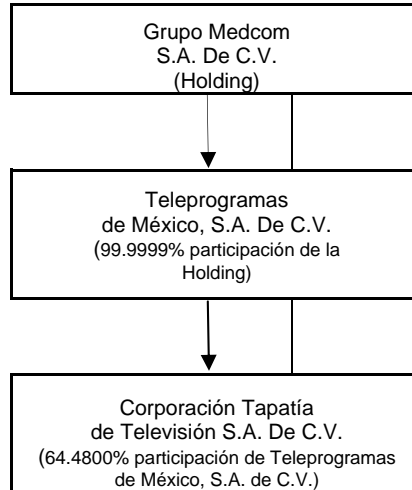 Grupo Medcom
S.A. De C.V.
(Holding)
Teleprogramas
de México, S.A. De C.V.
(99.9999% participación de la
Holding)
Corporación Tapatía
de Televisión S.A. De C.V.
(64.4800% participación de Teleprogramas
de México, S.A. de C.V.)